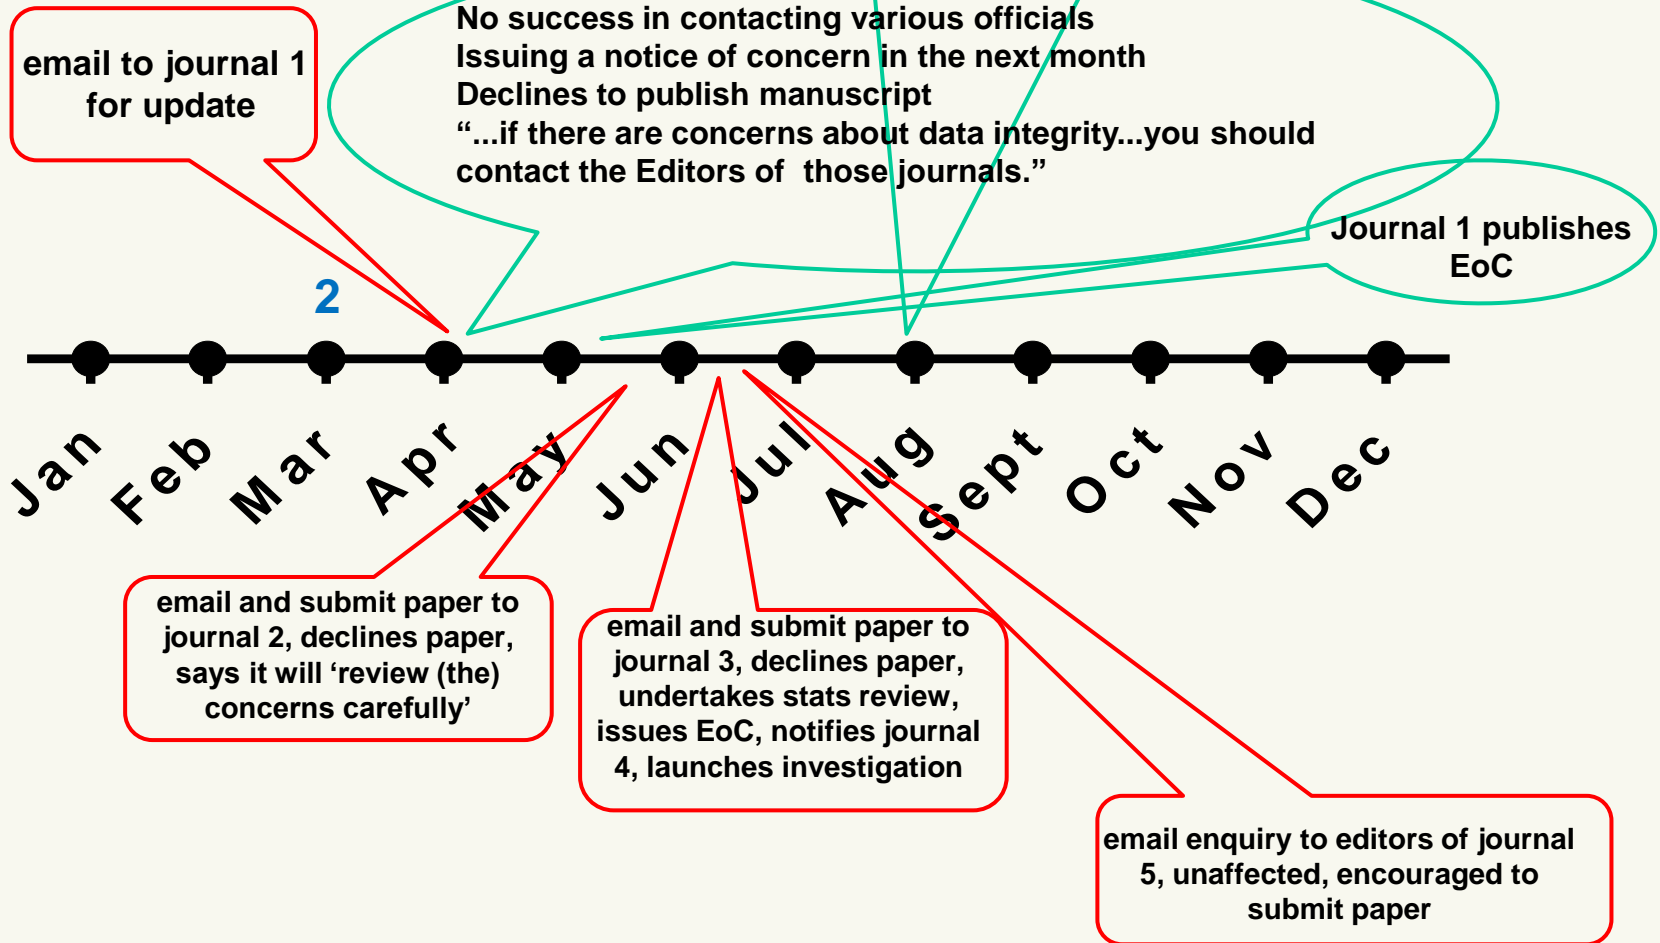 No success in contacting various officials
Issuing a notice of concern in the next month
Declines to publish manuscript
“...if there are concerns about data integrity...you should
contact the Editors of those journals.”
email to journal 1
for update
Journal 1 publishes
EoC
2
Jan
Feb
Mar
Apr
May
Jun
Jul
Aug
Sept
Oct
Nov
Dec
email and submit paper to
journal 2, declines paper,
says it will ‘review (the)
concerns carefully’
email and submit paper to
journal 3, declines paper,
undertakes stats review,
issues EoC, notifies journal
4, launches investigation
email enquiry to editors of journal
5, unaffected, encouraged to
submit paper